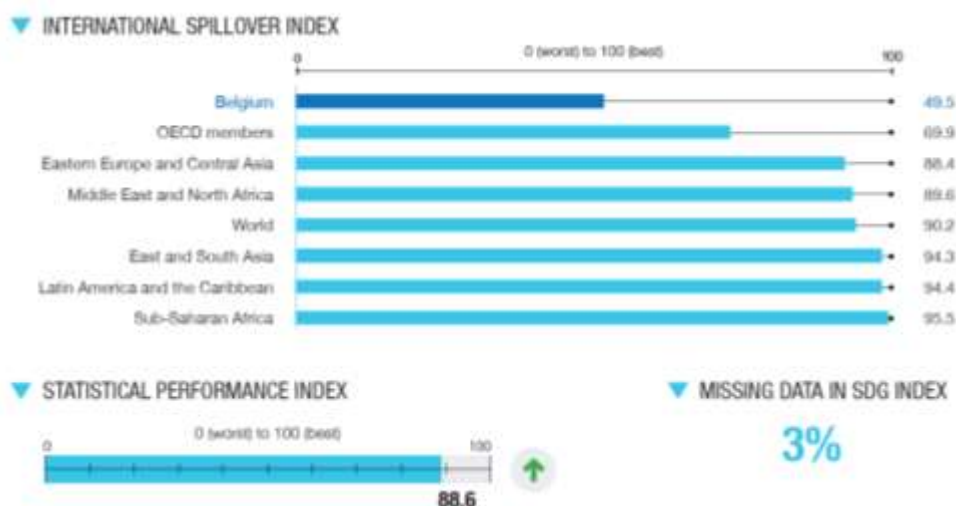 INTERNATIONAL SPILLOVER INDEX
0 (worst) to 100 (best)
0 100
Belgium 49.5
OECD members 69.9
Eastern Europe and Central Asia 88.4
Middle East and North Africa 89.6
World 90.2
East and South Asia 94.3
Latin America and the Caribbean 94.4
Sub-Saharan Africa 95.5
STATISTICAL PERFORMANCE INDEX
0 (worst) to 100 (best)
0 100
88.6
MISSING DATA IN SDG INDEX
3%